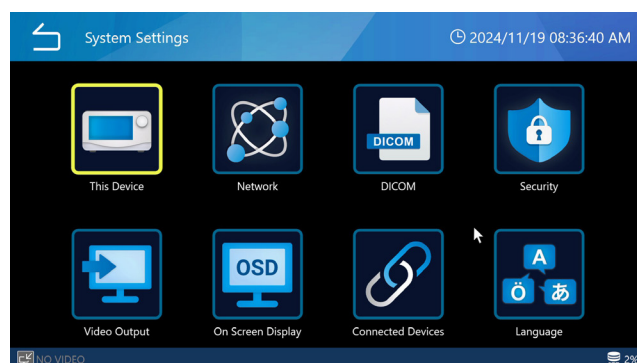 System Settings
2024/11/19 08:36:40 AM
DICOM
This Device
Network
DICOM
Security
OSD
A
Ö あ
Video Output
On Screen Display
Connected Devices
Language
NO VIDEO
2%